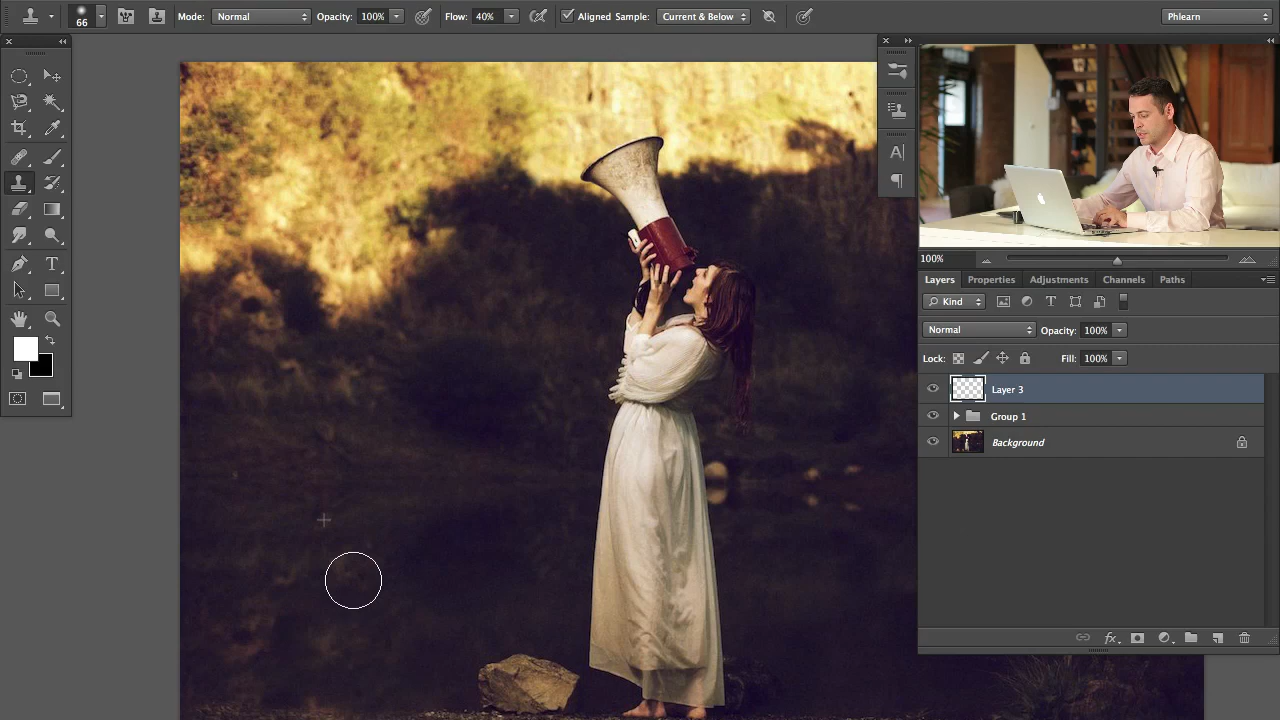 66 Mode: Normal Opacity: 100% Flow: 40% Aligned Sample: Current & Below Phlearn
100%
Layers Properties Adjustments Channels Paths
Kind
Normal Opacity: 100%
Lock: Fill: 100%
Layer 3
Group 1
Background
fx